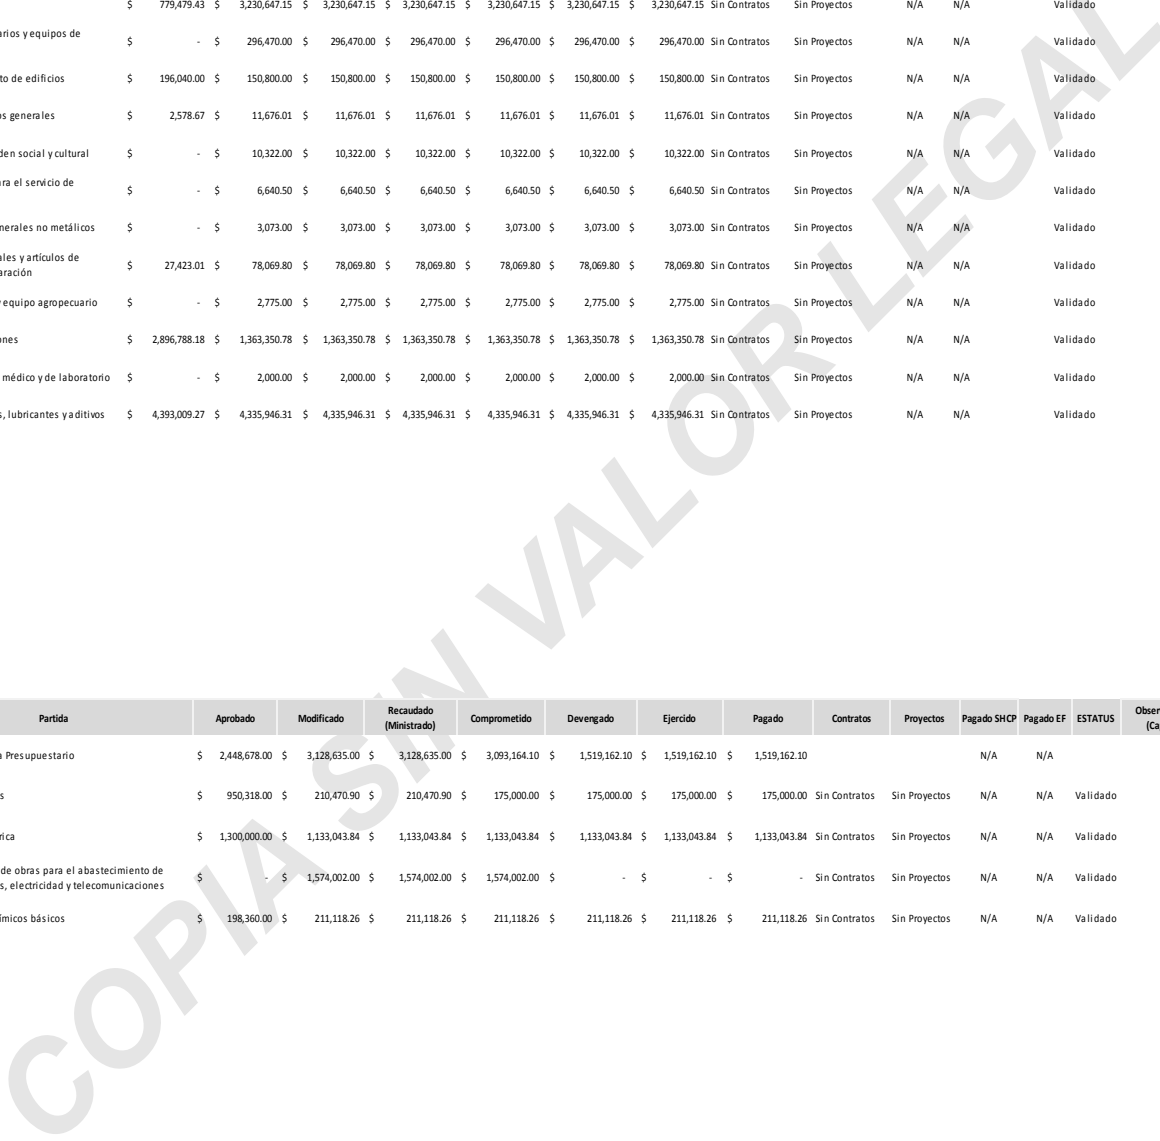 $ 779,479.43 $ 3,230,647.15 $ 3,230,647.15 $ 3,230,647.15 $ 3,230,647.15 $ 3,230,647.15 $ 3,230,647.15 Sin Contratos Sin Proyectos N/A N/A Validado
arios y equipos de
$ - $ 296,470.00 $ 296,470.00 $ 296,470.00 $ 296,470.00 $ 296,470.00 $ 296,470.00 Sin Contratos Sin Proyectos N/A N/A Validado
to de edificios $ 196,040.00 $ 150,800.00 $ 150,800.00 $ 150,800.00 $ 150,800.00 $ 150,800.00 $ 150,800.00 Sin Contratos Sin Proyectos N/A N/A Validado
os generales $ 2,578.67 $ 11,676.01 $ 11,676.01 $ 11,676.01 $ 11,676.01 $ 11,676.01 $ 11,676.01 Sin Contratos Sin Proyectos N/A N/A Validado
den social y cultural $ - $ 10,322.00 $ 10,322.00 $ 10,322.00 $ 10,322.00 $ 10,322.00 $ 10,322.00 Sin Contratos Sin Proyectos N/A N/A Validado
ra el servicio de
$ - $ 6,640.50 $ 6,640.50 $ 6,640.50 $ 6,640.50 $ 6,640.50 $ 6,640.50 Sin Contratos Sin Proyectos N/A N/A Validado
nerales no metálicos $ - $ 3,073.00 $ 3,073.00 $ 3,073.00 $ 3,073.00 $ 3,073.00 $ 3,073.00 Sin Contratos Sin Proyectos N/A N/A Validado
ales y artículos de
aración $ 27,423.01 $ 78,069.80 $ 78,069.80 $ 78,069.80 $ 78,069.80 $ 78,069.80 $ 78,069.80 Sin Contratos Sin Proyectos N/A N/A Validado
y equipo agropecuario $ - $ 2,775.00 $ 2,775.00 $ 2,775.00 $ 2,775.00 $ 2,775.00 $ 2,775.00 Sin Contratos Sin Proyectos N/A N/A Validado
ones $ 2,896,788.18 $ 1,363,350.78 $ 1,363,350.78 $ 1,363,350.78 $ 1,363,350.78 $ 1,363,350.78 $ 1,363,350.78 Sin Contratos Sin Proyectos N/A N/A Validado
médico y de laboratorio $ - $ 2,000.00 $ 2,000.00 $ 2,000.00 $ 2,000.00 $ 2,000.00 $ 2,000.00 Sin Contratos Sin Proyectos N/A N/A Validado
s, lubricantes y aditivos $ 4,393,009.27 $ 4,335,946.31 $ 4,335,946.31 $ 4,335,946.31 $ 4,335,946.31 $ 4,335,946.31 $ 4,335,946.31 Sin Contratos Sin Proyectos N/A N/A Validado
Partida Aprobado Modificado Recaudado (Ministrado) Comprometido Devengado Ejercido Pagado Contratos Proyectos Pagado SHCP Pagado EF ESTATUS Obser (Ca
a Presupuestario $ 2,448,678.00 $ 3,128,635.00 $ 3,128,635.00 $ 3,093,164.10 $ 1,519,162.10 $ 1,519,162.10 $ 1,519,162.10 N/A N/A
s $ 950,318.00 $ 210,470.90 $ 210,470.90 $ 175,000.00 $ 175,000.00 $ 175,000.00 $ 175,000.00 Sin Contratos Sin Proyectos N/A N/A Validado
rica $ 1,300,000.00 $ 1,133,043.84 $ 1,133,043.84 $ 1,133,043.84 $ 1,133,043.84 $ 1,133,043.84 $ 1,133,043.84 Sin Contratos Sin Proyectos N/A N/A Validado
de obras para el abastecimiento de
s, electricidad y telecomunicaciones $ - $ 1,574,002.00 $ 1,574,002.00 $ 1,574,002.00 $ - $ - $ - Sin Contratos Sin Proyectos N/A N/A Validado
ímicos básicos $ 198,360.00 $ 211,118.26 $ 211,118.26 $ 211,118.26 $ 211,118.26 $ 211,118.26 $ 211,118.26 Sin Contratos Sin Proyectos N/A N/A Validado
COPIA SIN VALOR LEGAL